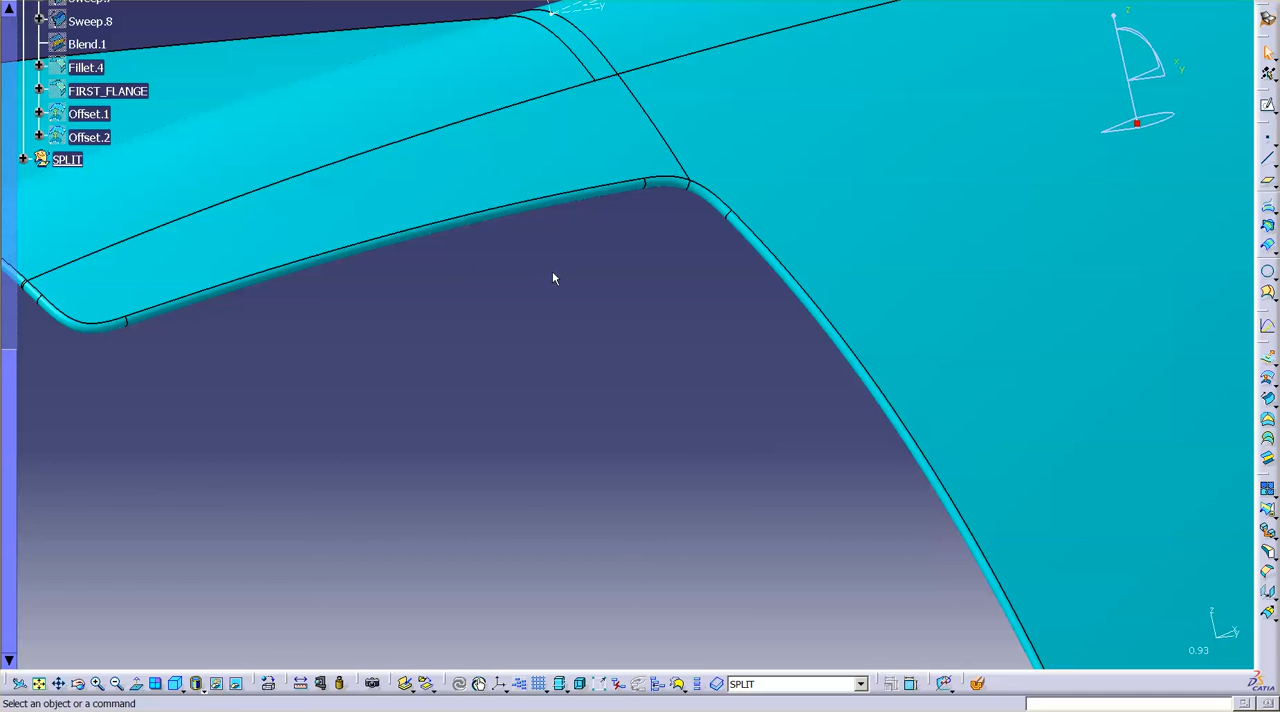 Sweep.8
Blend.1
Fillet.4
FIRST_FLANGE
Offset.1
Offset.2
SPLIT
y
z
x
y
z
x
y
0.93
SPLIT
CATIA
Select an object or a command